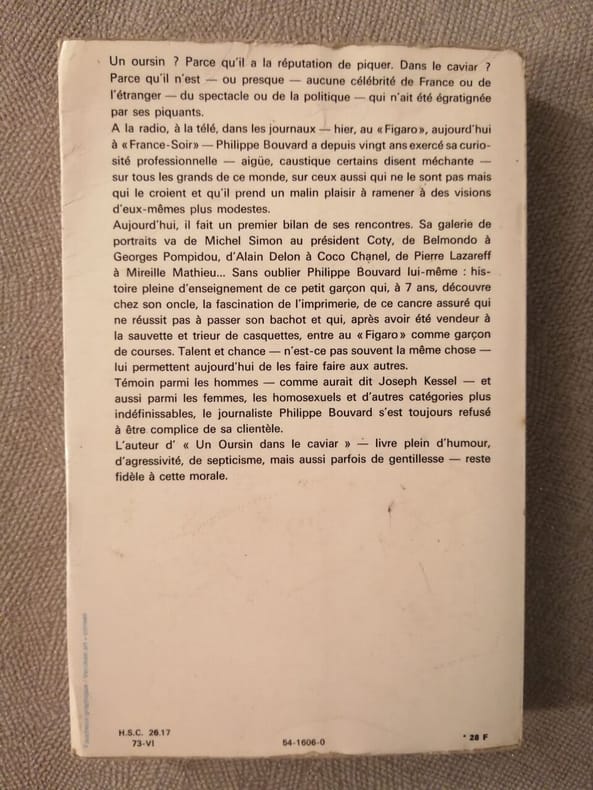 Un oursin ? Parce qu'il a la réputation de piquer. Dans le caviar ?
Parce qu'il n'est — ou presque — aucune célébrité de France ou de
l'étranger — du spectacle ou de la politique — qui n'ait été égratignée
par ses piquants.
A la radio, à la télé, dans les journaux — hier, au «Figaro», aujourd'hui
à «France-Soir» — Philippe Bouvard a depuis vingt ans exercé sa curio-
sité professionnelle — aigüe, caustique certains disent méchante —
sur tous les grands de ce monde, sur ceux aussi qui ne le sont pas mais
qui le croient et qu'il prend un malin plaisir à ramener à des visions
d'eux-mêmes plus modestes.
Aujourd'hui, il fait un premier bilan de ses rencontres. Sa galerie de
portraits va de Michel Simon au président Coty, de Belmondo à
Georges Pompidou, d'Alain Delon à Coco Chanel, de Pierre Lazareff
à Mireille Mathieu... Sans oublier Philippe Bouvard lui-même : his-
toire pleine d'enseignement de ce petit garçon qui, à 7 ans, découvre
chez son oncle, la fascination de l'imprimerie, de ce cancre assuré qui
ne réussit pas à passer son bachot et qui, après avoir été vendeur à
la sauvette et trieur de casquettes, entre au «Figaro» comme garçon
de courses. Talent et chance — n'est-ce pas souvent la même chose —
lui permettent aujourd'hui de les faire faire aux autres.
Témoin parmi les hommes — comme aurait dit Joseph Kessel — et
aussi parmi les femmes, les homosexuels et d'autres catégories plus
indéfinissables, le journaliste Philippe Bouvard s'est toujours refusé
à être complice de sa clientèle.
L'auteur d' « Un Oursin dans le caviar » — livre plein d'humour,
d'agressivité, de septicisme, mais aussi parfois de gentillesse — reste
fidèle à cette morale.
H.S.C. 26.17
73-VI
54-1606-0
* 28 F